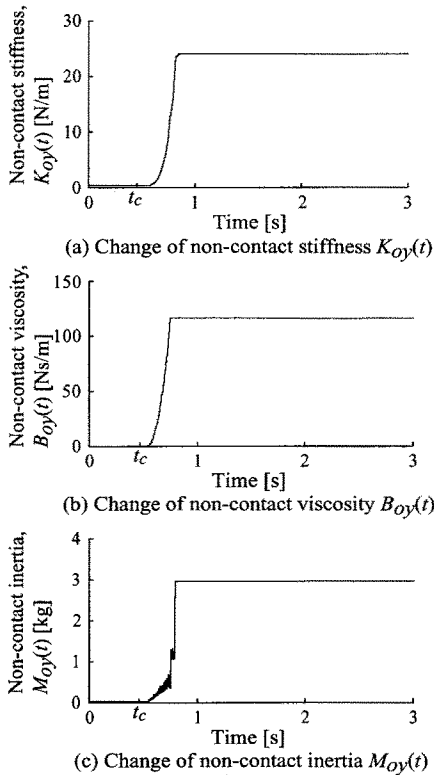 Non-contact stiffness,
K_oy(t) [N/m]
30
20
10
0
0 t_c 1 2 3
Time [s]
(a) Change of non-contact stiffness K_oy(t)
Non-contact viscosity,
B_oy(t) [Ns/m]
150
100
50
0
0 t_c 1 2 3
Time [s]
(b) Change of non-contact viscosity B_oy(t)
Non-contact inertia,
M_oy(t) [kg]
4
3
2
1
0
0 t_c 1 2 3
Time [s]
(c) Change of non-contact inertia M_oy(t)